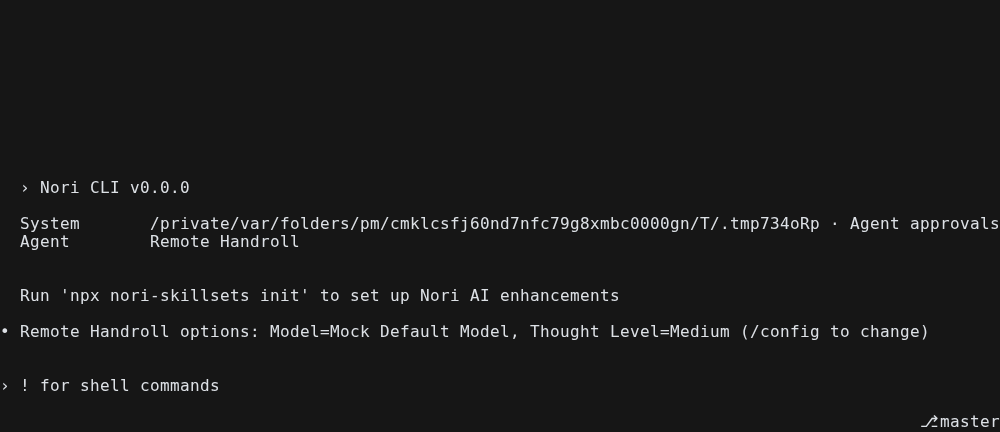 › Nori CLI v0.0.0
System /private/var/folders/pm/cmklcsfj60nd7nfc79g8xmbc0000gn/T/.tmp734oRp · Agent approvals
Agent Remote Handroll
Run 'npx nori-skillsets init' to set up Nori AI enhancements
• Remote Handroll options: Model=Mock Default Model, Thought Level=Medium (/config to change)
› ! for shell commands
⎇master